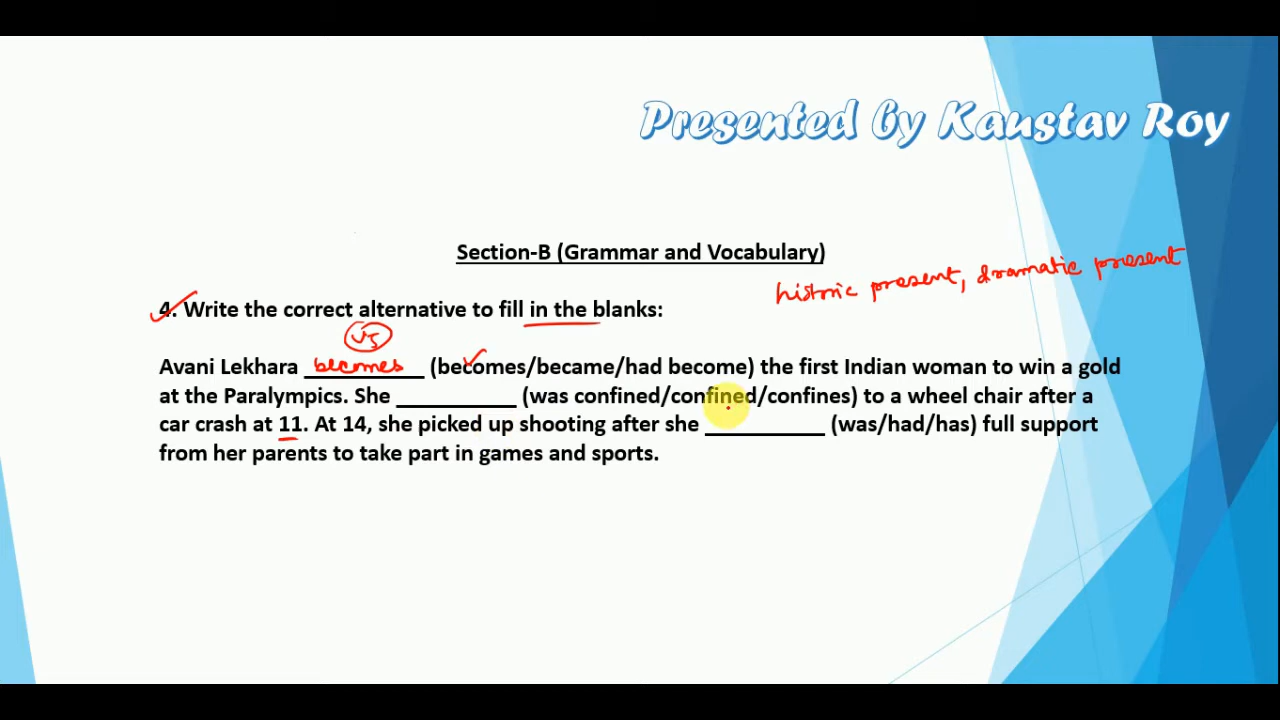 Presented by Kaustav Roy
Section-B (Grammar and Vocabulary)
historic present, dramatic present
4. Write the correct alternative to fill in the blanks:
V5
Avani Lekhara becomes (becomes/became/had become) the first Indian woman to win a gold
at the Paralympics. She __________ (was confined/confined/confines) to a wheel chair after a
car crash at 11. At 14, she picked up shooting after she __________ (was/had/has) full support
from her parents to take part in games and sports.